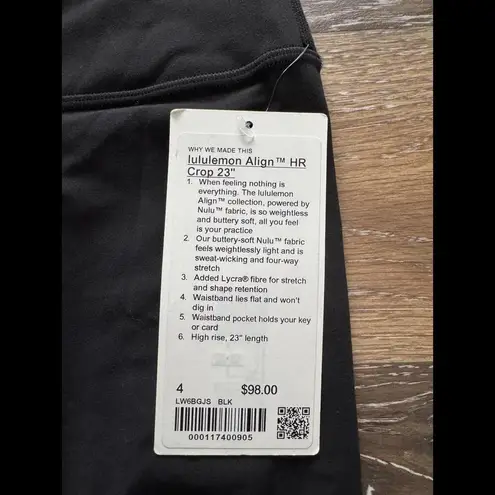 WHY WE MADE THIS
lululemon Align™ HR
Crop 23"
1. When feeling nothing is
everything. The lululemon
Align™ collection, powered by
Nulu™ fabric, is so weightless
and buttery soft, all you feel
is your practice
2. Our buttery-soft Nulu™ fabric
feels weightlessly light and is
sweat-wicking and four-way
stretch
3. Added Lycra® fibre for stretch
and shape retention
4. Waistband lies flat and won't
dig in
5. Waistband pocket holds your key
or card
6. High rise, 23" length
4 $98.00
LW6BGJS BLK
000117400905